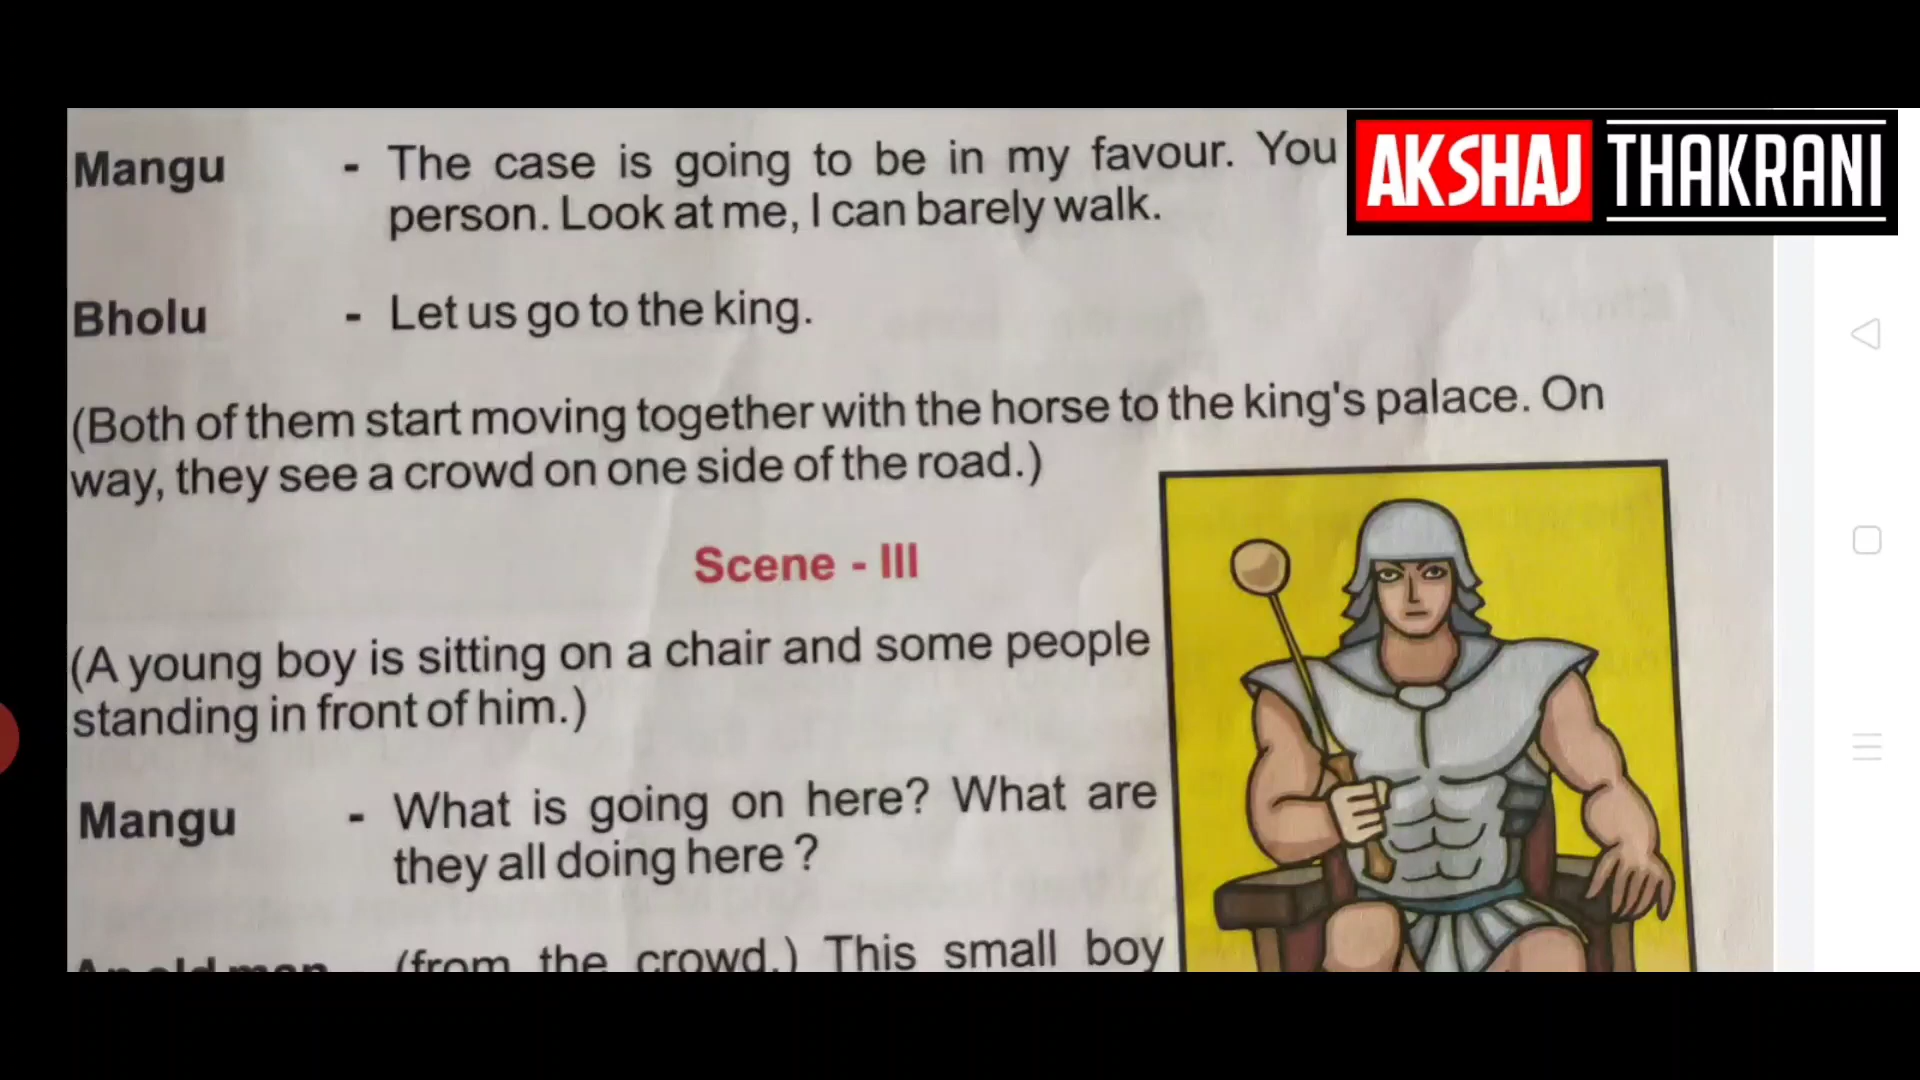 AKSHAJ THAKRANI
Mangu - The case is going to be in my favour. You
person. Look at me, I can barely walk.
Bholu - Let us go to the king.
(Both of them start moving together with the horse to the king's palace. On
way, they see a crowd on one side of the road.)
Scene - III
(A young boy is sitting on a chair and some people
standing in front of him.)
Mangu - What is going on here? What are
they all doing here ?
An old man (from the crowd.) This small boy